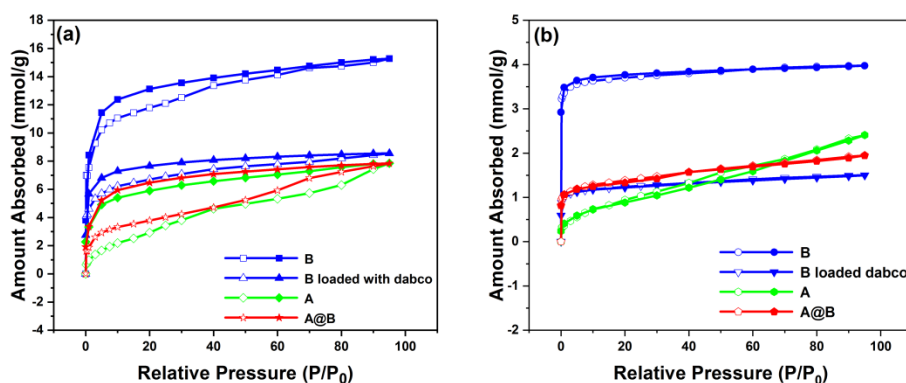 (a)
Amount Absorbed (mmol/g)
18
16
14
12
10
8
6
4
2
0
-2
-4
B
B loaded with dabco
A
A@B
0 20 40 60 80 100
Relative Pressure (P/P0)
(b)
Amount Absorbed (mmol/g)
5
4
3
2
1
0
-1
-2
B
B loaded dabco
A
A@B
0 20 40 60 80 100
Relative Pressure (P/P0)